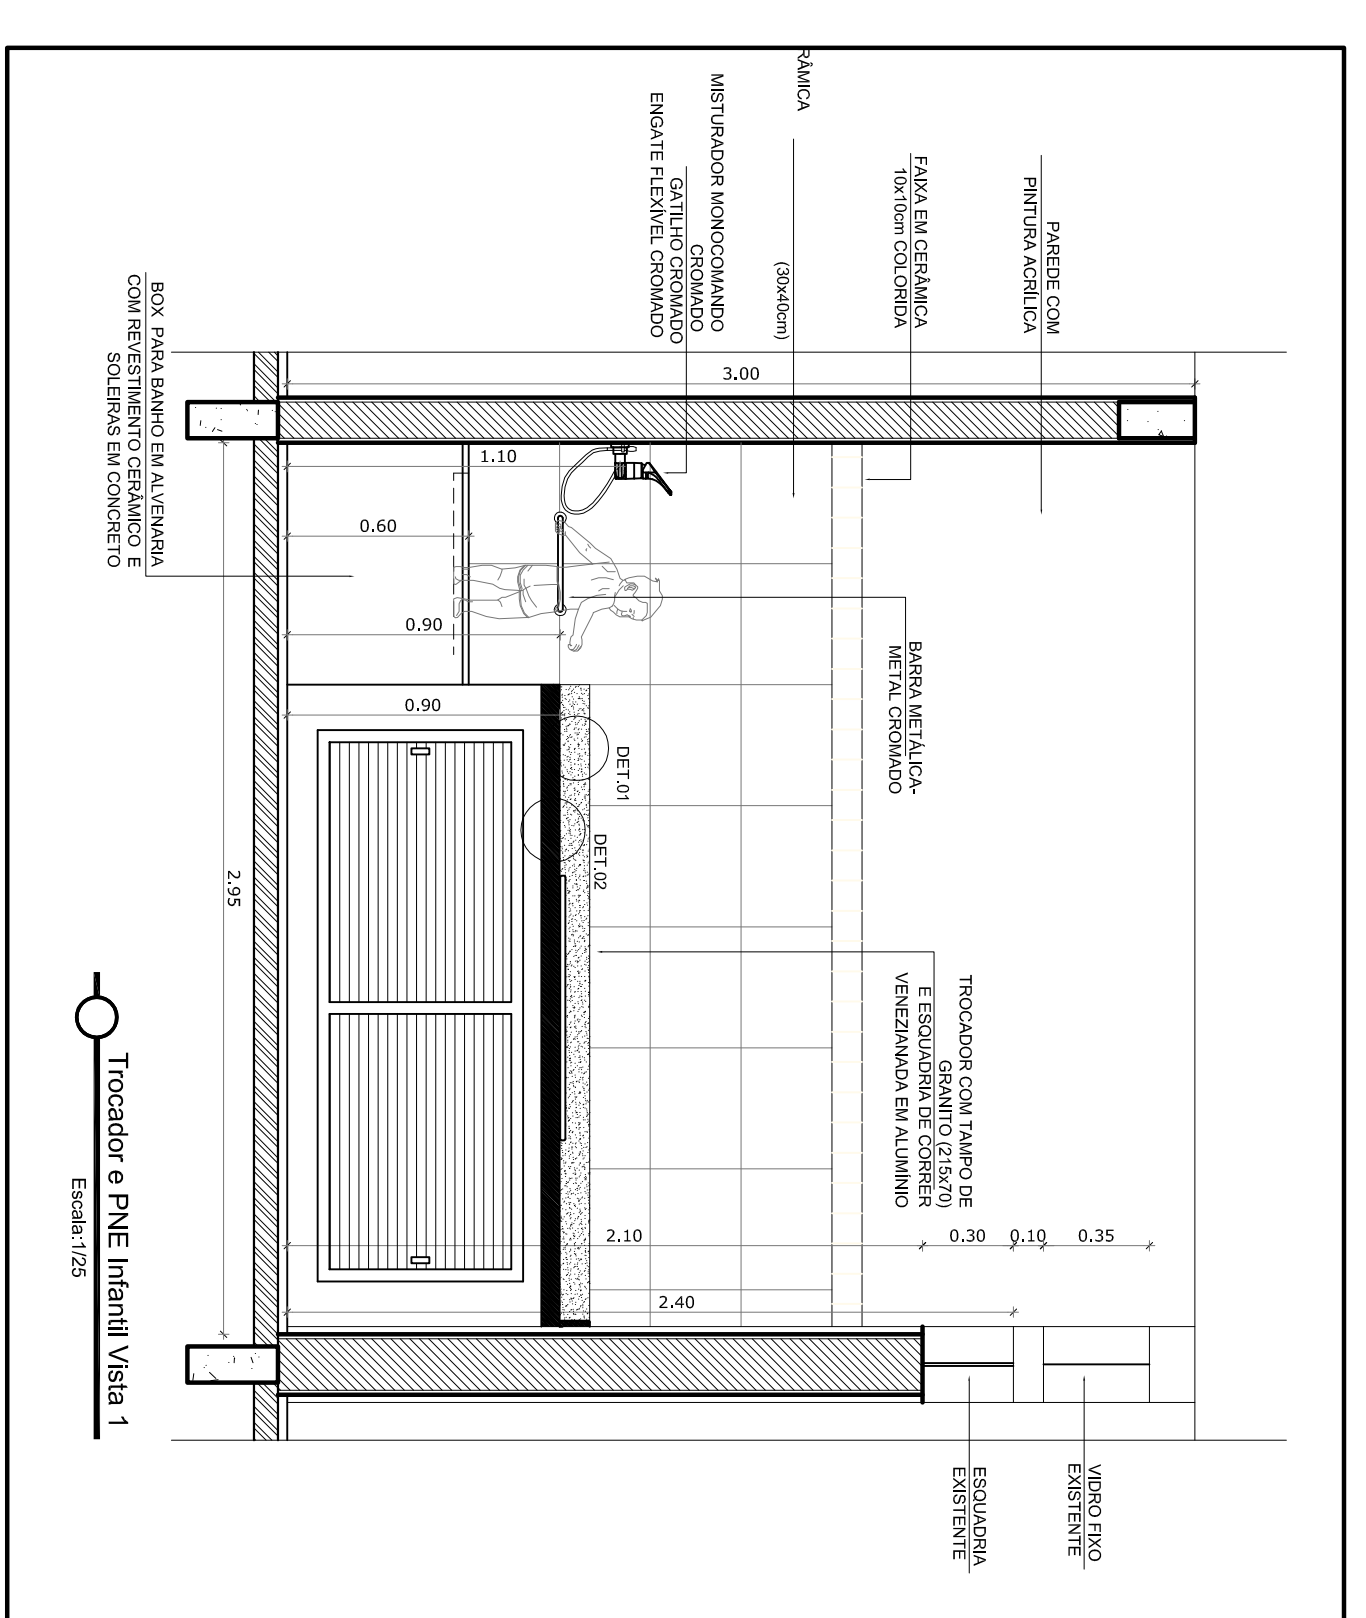 PAREDE COM
PINTURA ACRÍLICA
FAIXA EM CERÂMICA
10x10cm COLORIDA
RÂMICA
(30x40cm)
MISTURADOR MONOCOMANDO
CROMADO
GATILHO CROMADO
ENGATE FLEXÍVEL CROMADO
BOX PARA BANHO EM ALVENARIA
COM REVESTIMENTO CERÂMICO E
SOLEIRAS EM CONCRETO
3.00
1.10
0.60
0.90
0.90
BARRA METÁLICA-
METAL CROMADO
DET.01
DET.02
2.95
TROCADOR COM TAMPO DE
GRANITO (215x70)
E ESQUADRIA DE CORRER
VENEZIANADA EM ALUMÍNIO
2.10
0.30
0.10
0.35
2.40
VIDRO FIXO
EXISTENTE
ESQUADRIA
EXISTENTE
Trocador e PNE Infantil Vista 1
Escala:1/25